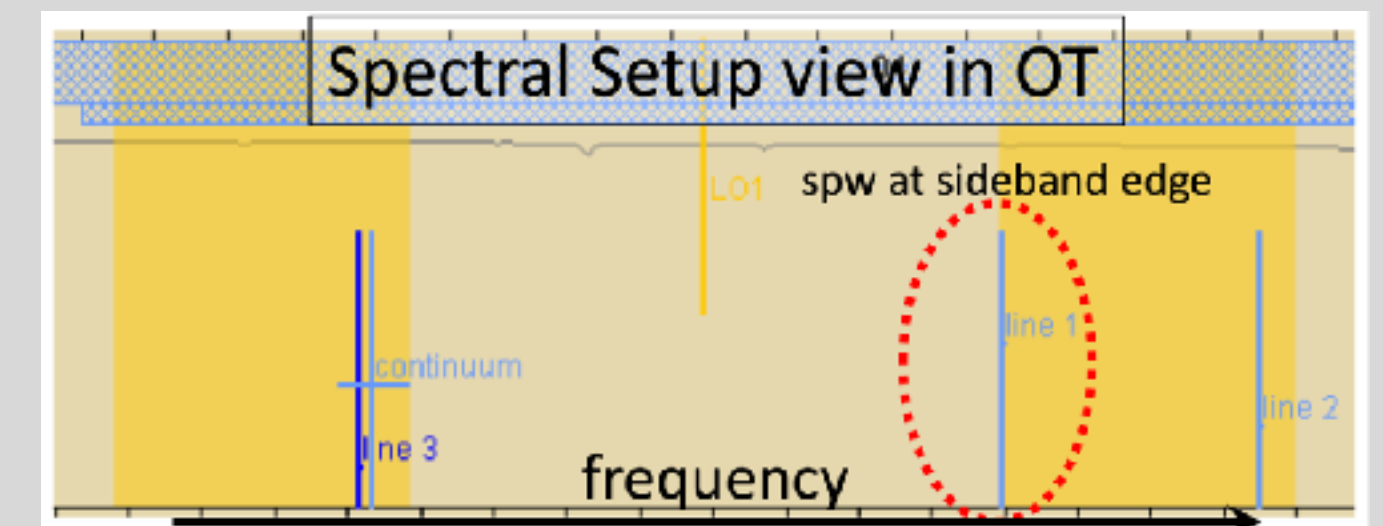 Spectral Setup view in OT
spw at sideband edge
LO1
line 1
continuum
line 2
line 3
frequency